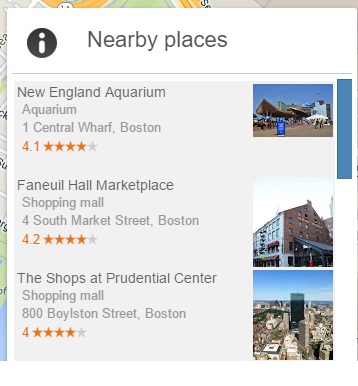 Nearby places
New England Aquarium
Aquarium
1 Central Wharf, Boston
4.1
Faneuil Hall Marketplace
Shopping mall
4 South Market Street, Boston
4.2
The Shops at Prudential Center
Shopping mall
800 Boylston Street, Boston
4